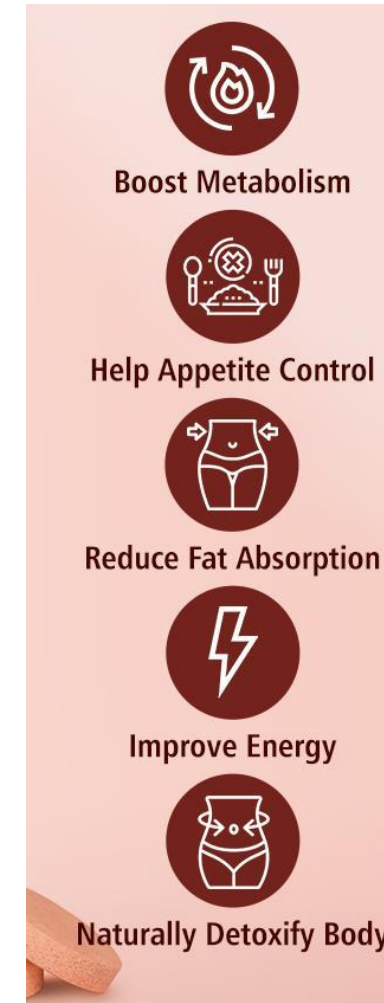 Boost Metabolism
Help Appetite Control
Reduce Fat Absorption
Improve Energy
Naturally Detoxify Body